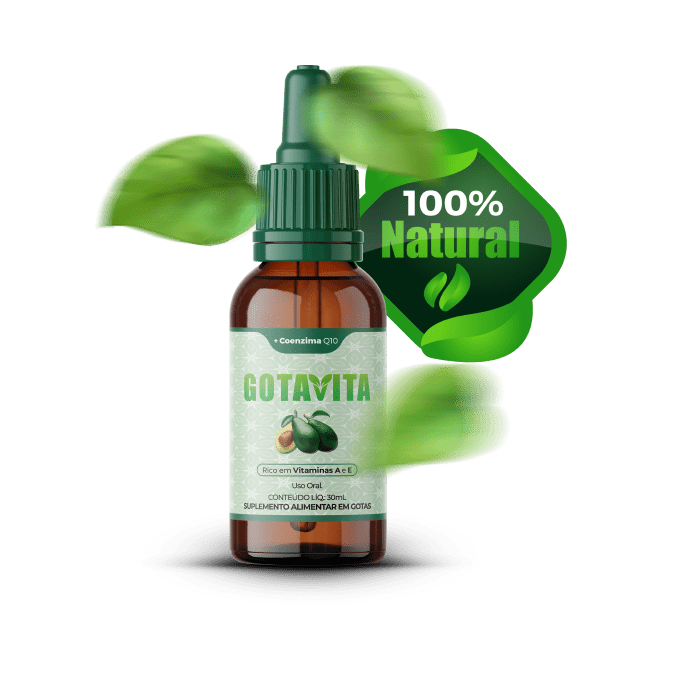 100%
Natural
+ Coenzima Q10
GOTAVITA
Rico em Vitaminas A e E
Uso Oral.
CONTEÚDO LÍQ.: 30mL
SUPLEMENTO ALIMENTAR EM GOTAS